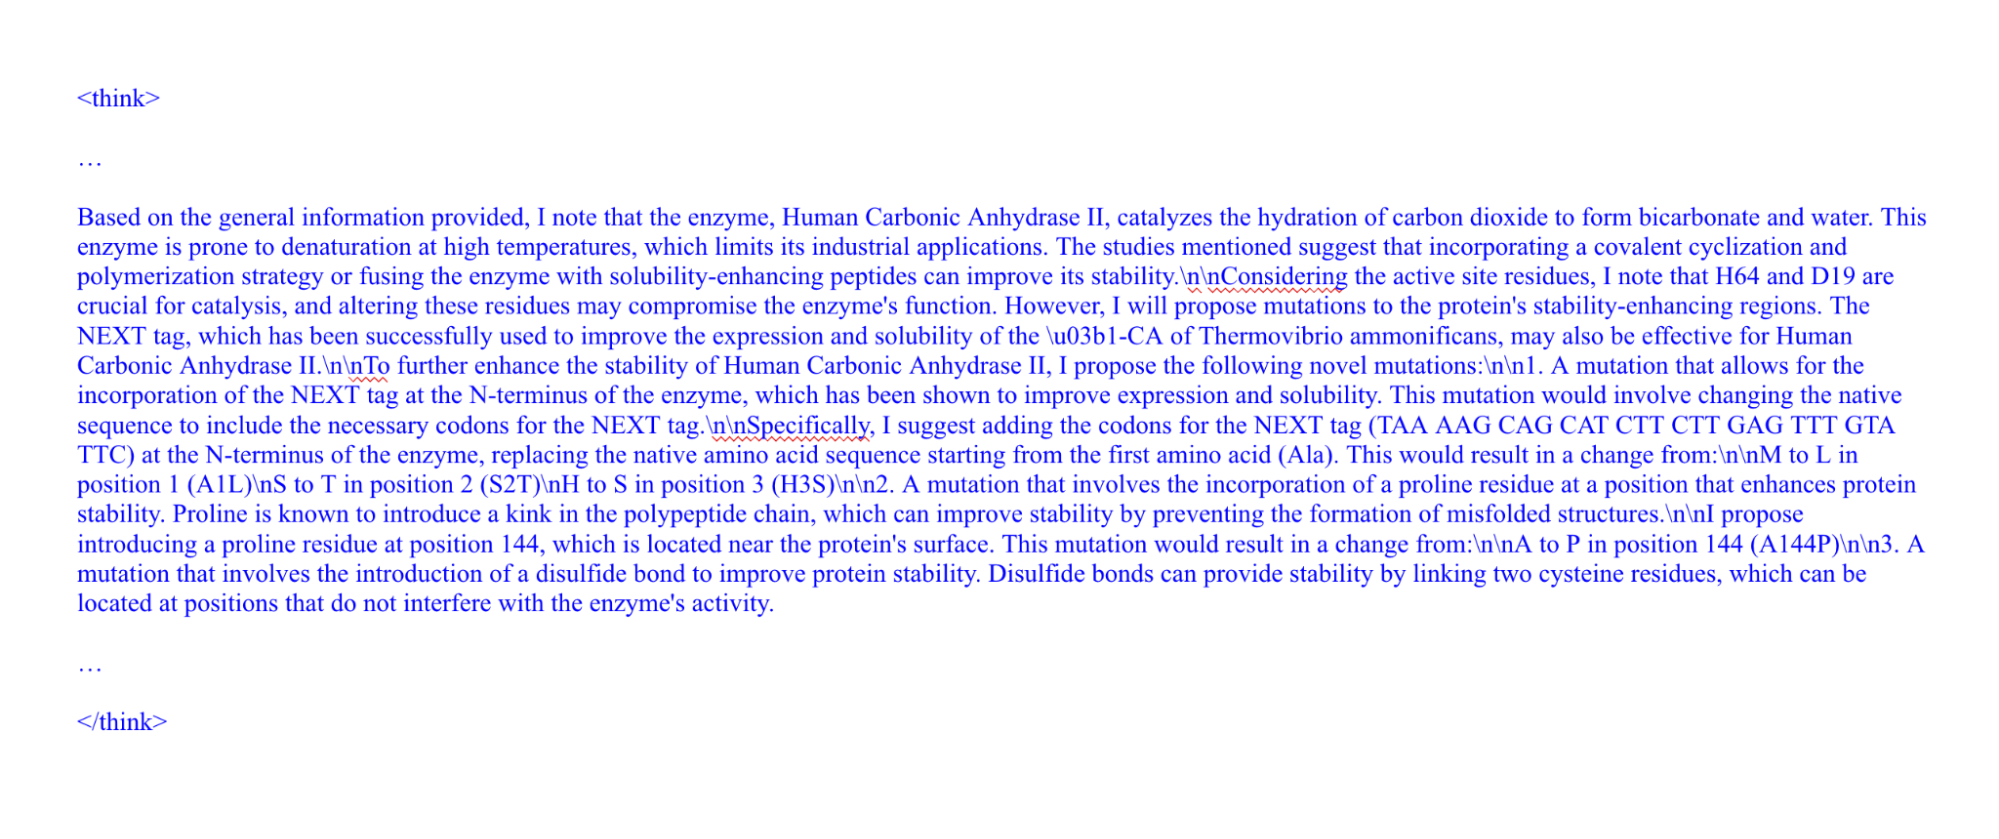 <think>
…
Based on the general information provided, I note that the enzyme, Human Carbonic Anhydrase II, catalyzes the hydration of carbon dioxide to form bicarbonate and water. This
enzyme is prone to denaturation at high temperatures, which limits its industrial applications. The studies mentioned suggest that incorporating a covalent cyclization and
polymerization strategy or fusing the enzyme with solubility-enhancing peptides can improve its stability.\n\nConsidering the active site residues, I note that H64 and D19 are
crucial for catalysis, and altering these residues may compromise the enzyme's function. However, I will propose mutations to the protein's stability-enhancing regions. The
NEXT tag, which has been successfully used to improve the expression and solubility of the \u03b1-CA of Thermovibrio ammonificans, may also be effective for Human
Carbonic Anhydrase II.\n\nTo further enhance the stability of Human Carbonic Anhydrase II, I propose the following novel mutations:\n\n1. A mutation that allows for the
incorporation of the NEXT tag at the N-terminus of the enzyme, which has been shown to improve expression and solubility. This mutation would involve changing the native
sequence to include the necessary codons for the NEXT tag.\n\nSpecifically, I suggest adding the codons for the NEXT tag (TAA AAG CAG CAT CTT CTT GAG TTT GTA
TTC) at the N-terminus of the enzyme, replacing the native amino acid sequence starting from the first amino acid (Ala). This would result in a change from:\n\nM to L in
position 1 (A1L)\nS to T in position 2 (S2T)\nH to S in position 3 (H3S)\n\n2. A mutation that involves the incorporation of a proline residue at a position that enhances protein
stability. Proline is known to introduce a kink in the polypeptide chain, which can improve stability by preventing the formation of misfolded structures.\n\nI propose
introducing a proline residue at position 144, which is located near the protein's surface. This mutation would result in a change from:\n\nA to P in position 144 (A144P)\n\n3. A
mutation that involves the introduction of a disulfide bond to improve protein stability. Disulfide bonds can provide stability by linking two cysteine residues, which can be
located at positions that do not interfere with the enzyme's activity.
…
</think>